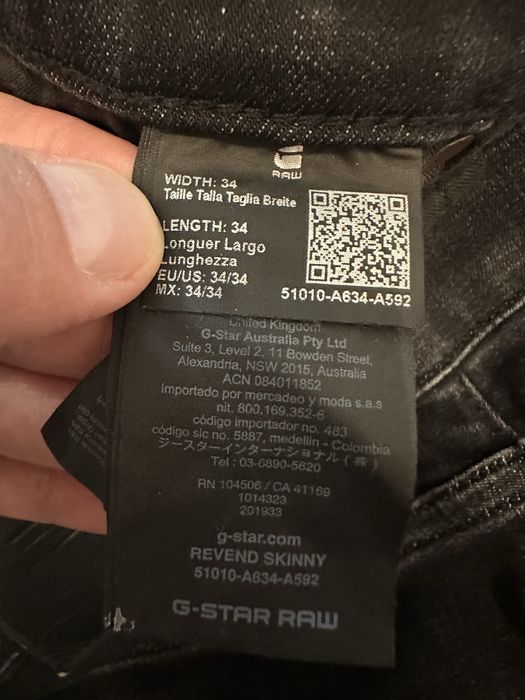 RAW
WIDTH: 34
Taille Talla Taglia Breite
LENGTH: 34
Longuer Largo
Lunghezza
EU/US: 34/34
MX: 34/34
51010-A634-A592
United Kingdom
G-Star Australia Pty Ltd
Suite 3, Level 2, 11 Bowden Street,
Alexandria, NSW 2015, Australia
ACN 084011852
Importado por mercadeo y moda s.a.s
nit. 800.169.352-6
código importador no. 483
código sic no. 5887, medellin - Colombia
ジースターインターナショナル(株)
Tel : 03-6890-5620
RN 104506 / CA 41169
1014323
201933
g-star.com
REVEND SKINNY
51010-A634-A592
G-STAR RAW